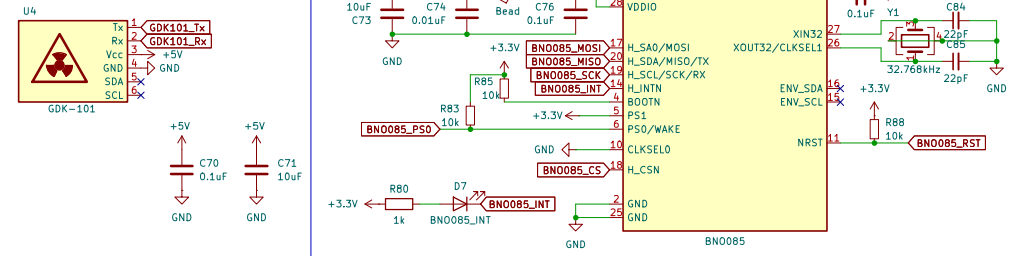 U4
GDK101_Tx
GDK101_Rx
Tx 1
Rx 2
Vcc 3 +5V
GND 4 GND
SDA 5
SCL 6
GDK-101
+5V
C70
0.1uF
GND
+5V
C71
10uF
GND
10uF
C73
C74
0.01uF
Bead
C76
0.1uF
GND
+3.3V
BNO085_MOSI
BNO085_MISO
BNO085_SCK
BNO085_INT
R85
10k
R83
10k
+3.3V
BNO085_PS0
GND
BNO085_CS
+3.3V
R80
1k
D7
BNO085_INT
BNO085_INT
GND
28 VDDIO
17 H_SA0/MOSI
20 H_SDA/MISO/TX
19 H_SCL/SCK/RX
14 H_INTN
4 BOOTN
5 PS1
6 PS0/WAKE
10 CLKSEL0
18 H_CSN
2 GND
25 GND
XIN32 27
XOUT32/CLKSEL1 26
ENV_SDA 16
ENV_SCL 15
NRST 11
BNO085
0.1uF
Y1
2
3
4
1
32.768kHz
C84
22pF
C85
22pF
GND
+3.3V
R88
10k
BNO085_RST